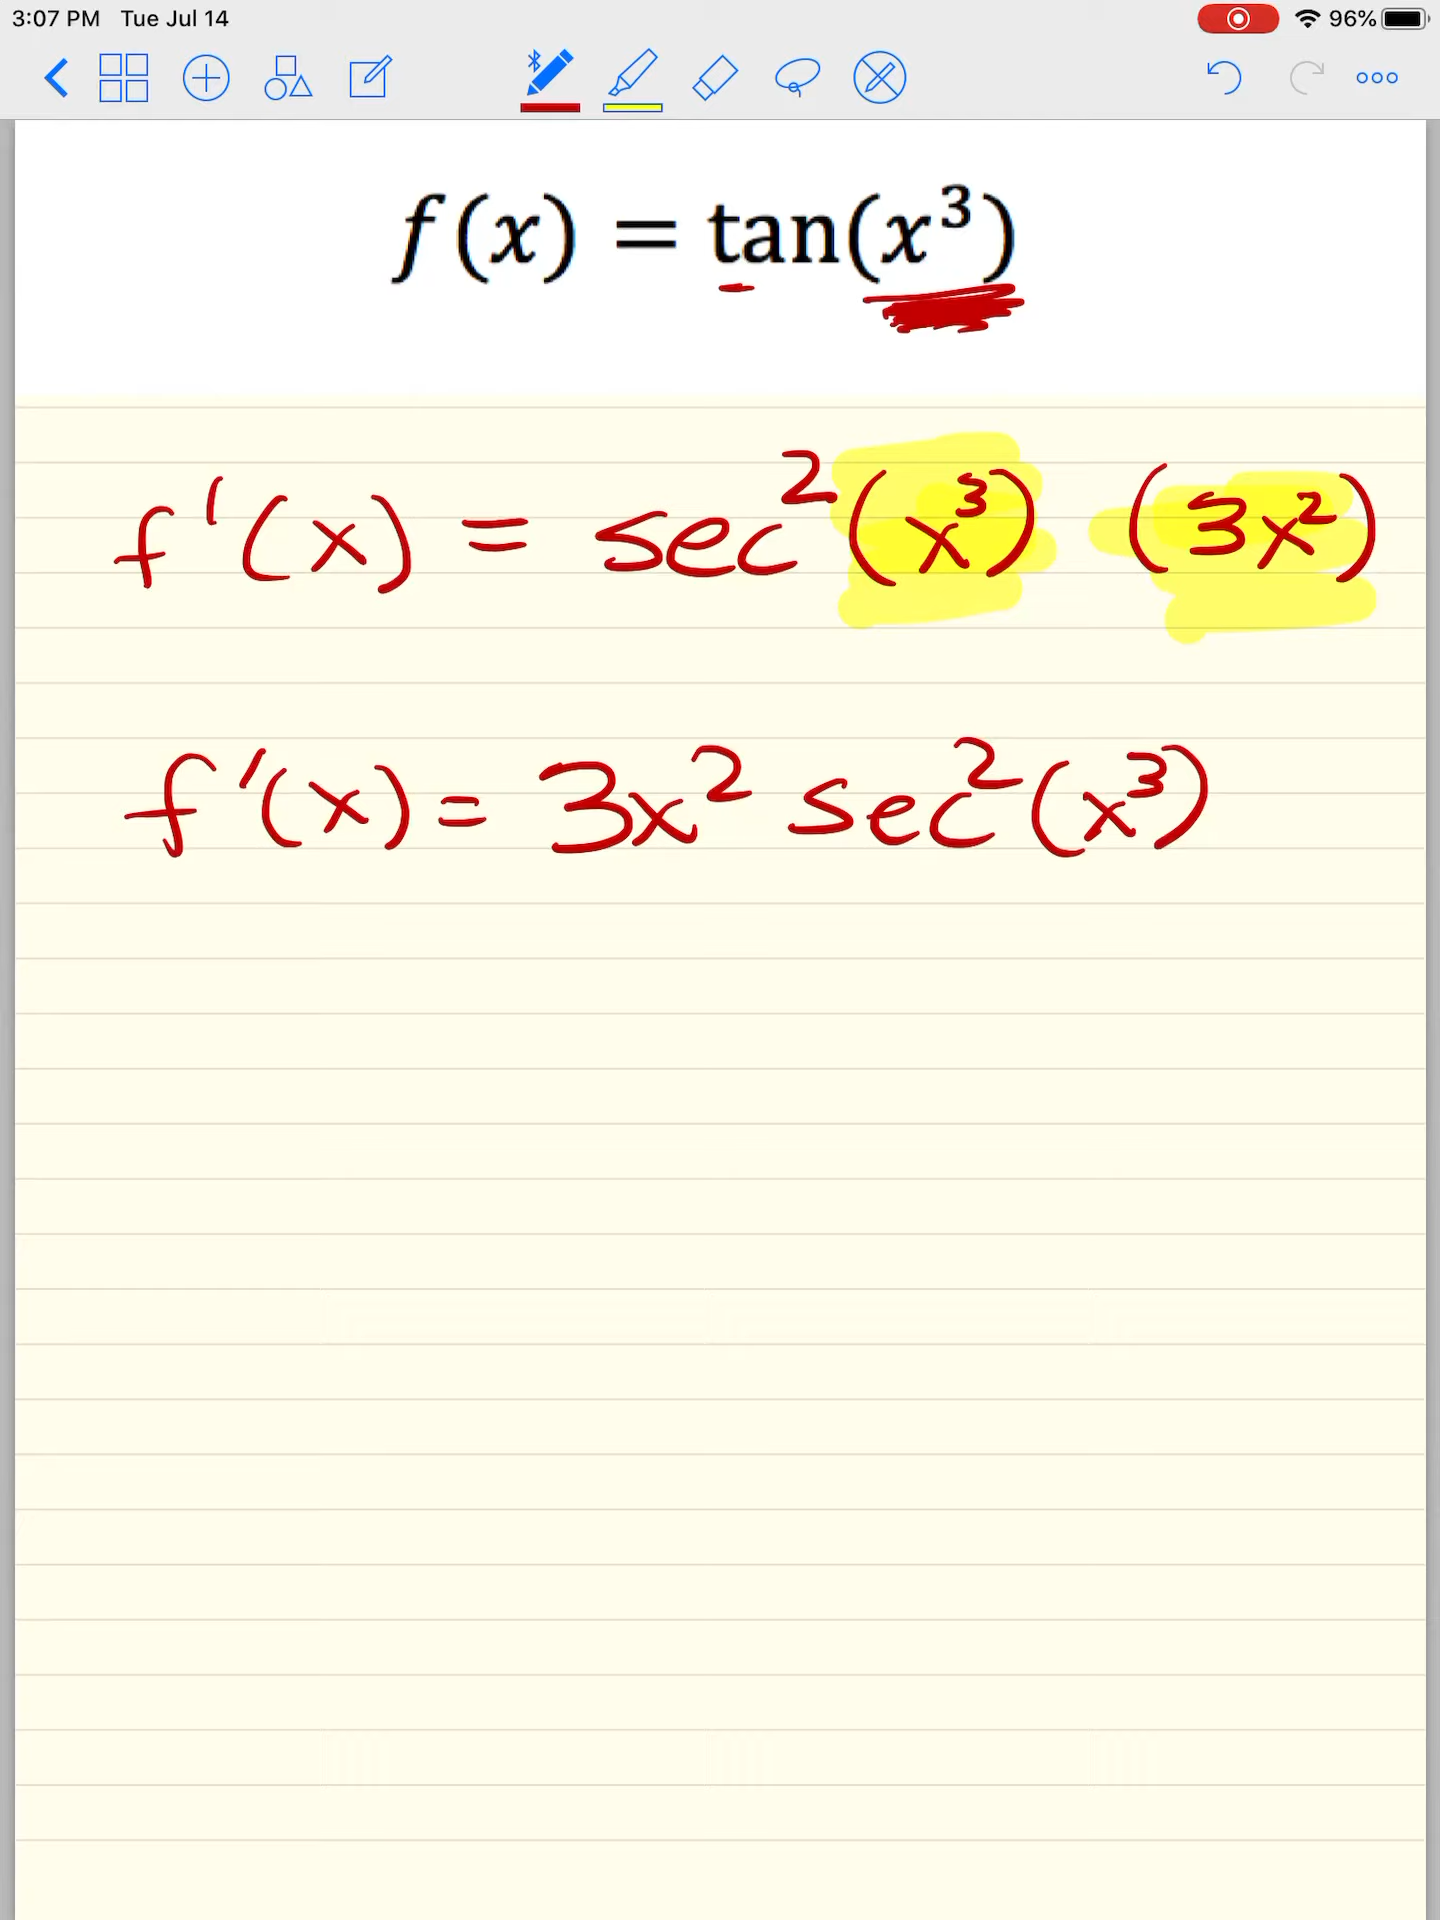 3:07 PM Tue Jul 14 96%
f(x) = tan(x³)
f'(x) = sec²(x³) (3x²)
f'(x) = 3x² sec²(x³)